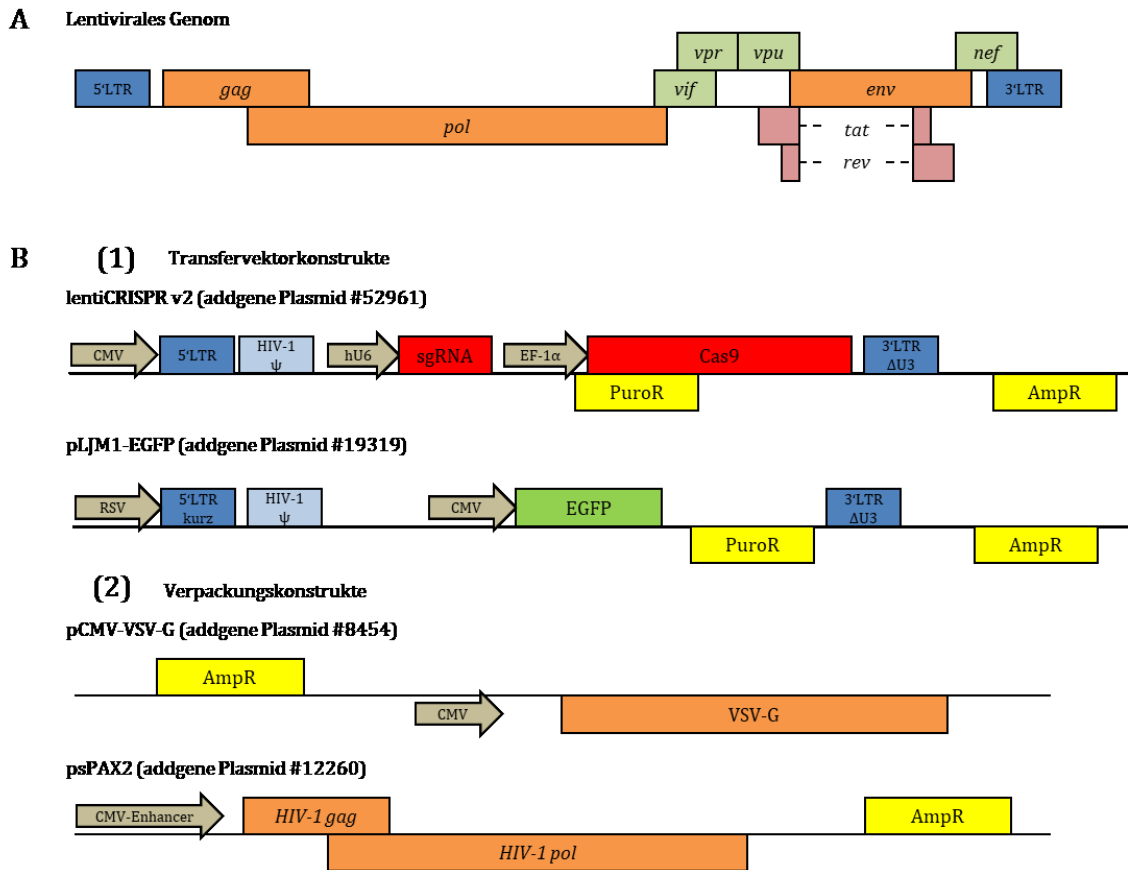 A Lentivirales Genom
vpr vpu nef
5'LTR gag vif env 3'LTR
pol tat
rev
B (1) Transfervektorkonstrukte
lentiCRISPR v2 (addgene Plasmid #52961)
CMV 5'LTR HIV-1 ψ hU6 sgRNA EF-1α Cas9 3'LTR ΔU3
PuroR AmpR
pLJM1-EGFP (addgene Plasmid #19319)
RSV 5'LTR kurz HIV-1 ψ CMV EGFP 3'LTR ΔU3
PuroR AmpR
(2) Verpackungskonstrukte
pCMV-VSV-G (addgene Plasmid #8454)
AmpR
CMV VSV-G
psPAX2 (addgene Plasmid #12260)
CMV-Enhancer HIV-1 gag AmpR
HIV-1 pol